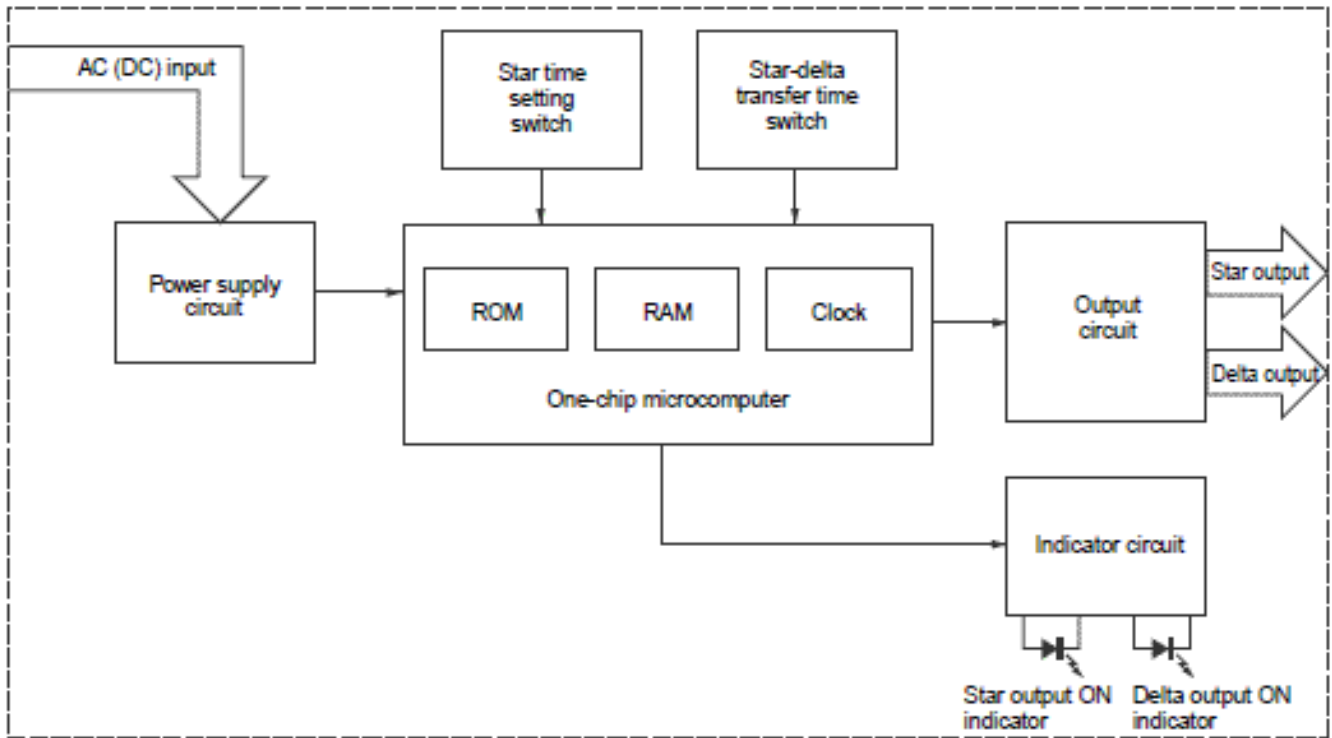 AC (DC) input
Star time
setting
switch
Star-delta
transfer time
switch
Power supply
circuit
ROM
RAM
Clock
One-chip microcomputer
Output
circuit
Star output
Delta output
Indicator circuit
Star output ON
indicator
Delta output ON
indicator